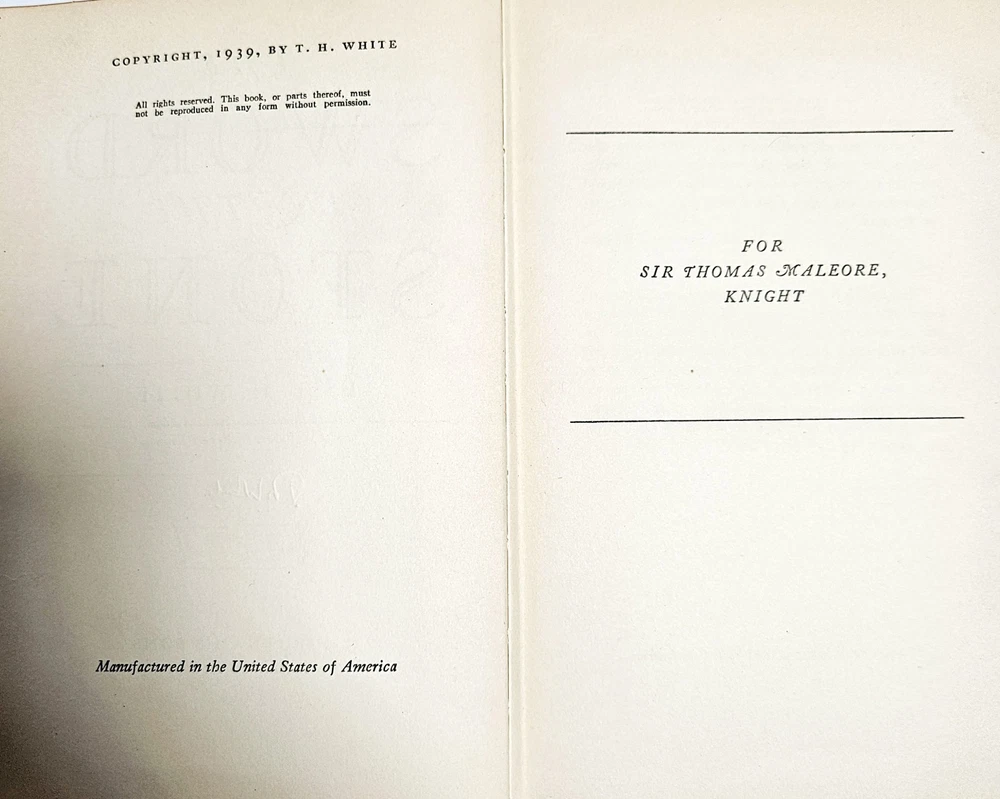 COPYRIGHT, 1939, BY T. H. WHITE
All rights reserved. This book, or parts thereof, must
not be reproduced in any form without permission.
Manufactured in the United States of America
FOR
SIR THOMAS MALEORE,
KNIGHT